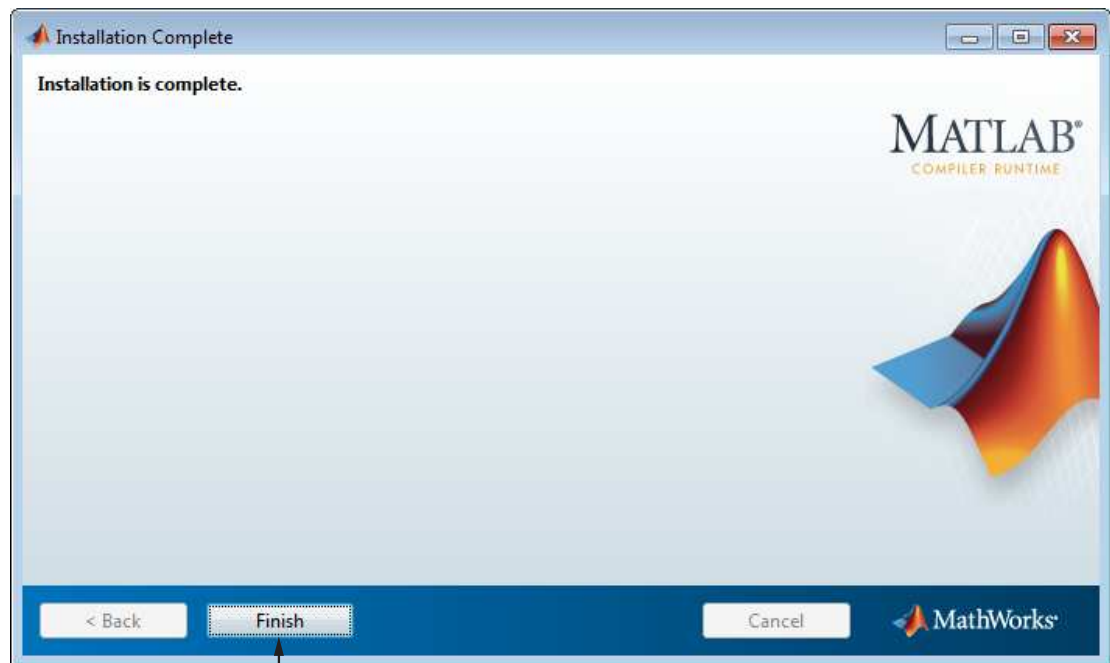 Installation Complete
Installation is complete.
MATLAB®
COMPILER RUNTIME
< Back
Finish
Cancel
MathWorks®